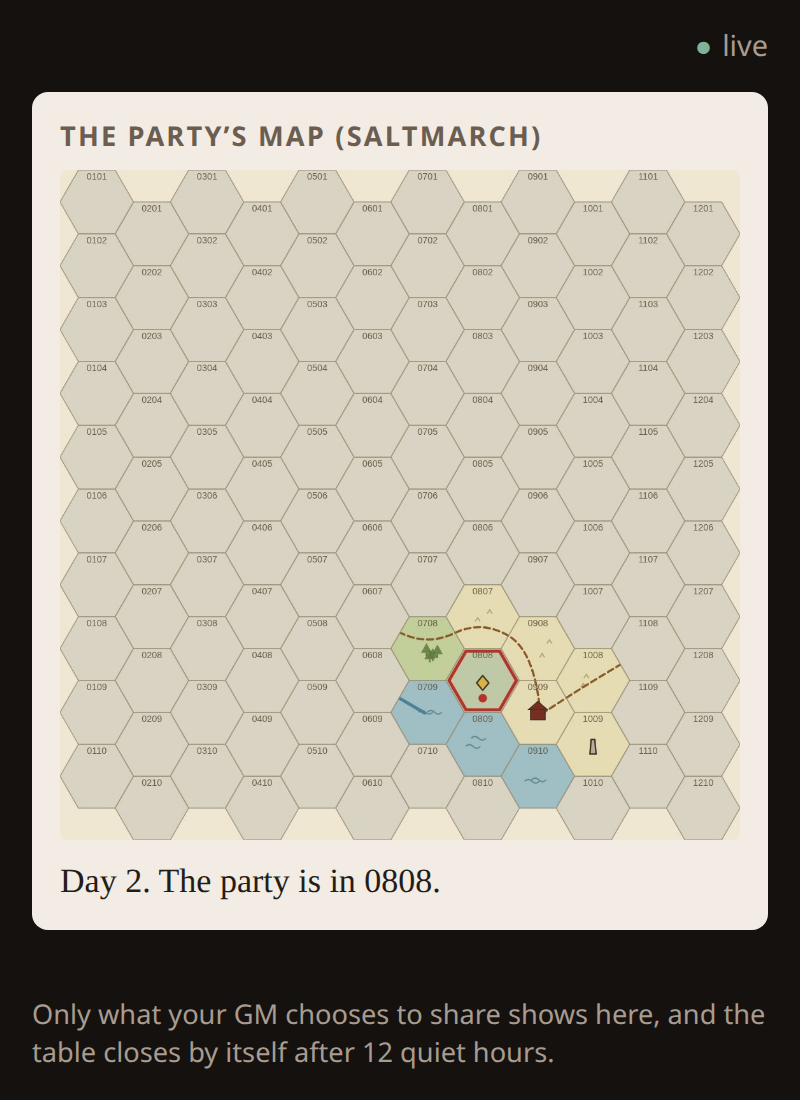 live
THE PARTY’S MAP (SALTMARCH)
0101 0301 0501 0701 0901 1101
0201 0401 0601 0801 1001 1201
0102 0302 0502 0702 0902 1102
0202 0402 0602 0802 1002 1202
0103 0303 0503 0703 0903 1103
0203 0403 0603 0803 1003 1203
0104 0304 0504 0704 0904 1104
0204 0404 0604 0804 1004 1204
0105 0305 0505 0705 0905 1105
0205 0405 0605 0805 1005 1205
0106 0306 0506 0706 0906 1106
0206 0406 0606 0806 1006 1206
0107 0307 0507 0707 0907 1107
0207 0407 0607 0807 1007 1207
0108 0308 0508 0708 0908 1108
0208 0408 0608 0808 1008 1208
0109 0309 0509 0709 0909 1109
0209 0409 0609 0809 1009 1209
0110 0310 0510 0710 0910 1110
0210 0410 0610 0810 1010 1210
Day 2. The party is in 0808.
Only what your GM chooses to share shows here, and the
table closes by itself after 12 quiet hours.